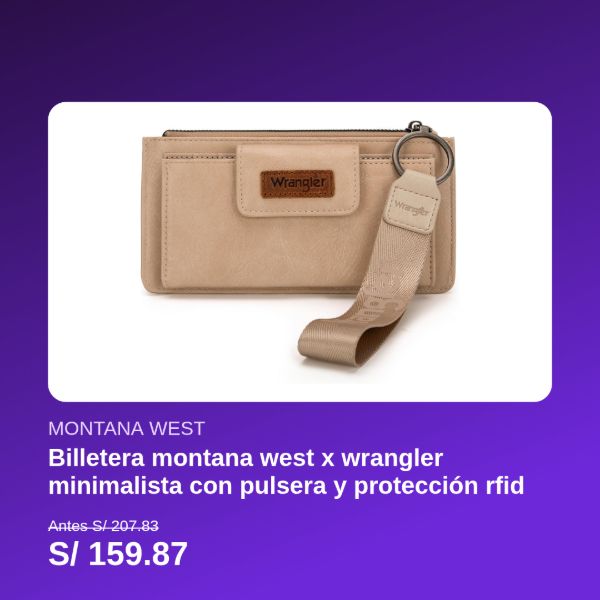 Wrangler
Wrangler
MONTANA WEST
Billetera montana west x wrangler
minimalista con pulsera y protección rfid
Antes S/ 207.83
S/ 159.87